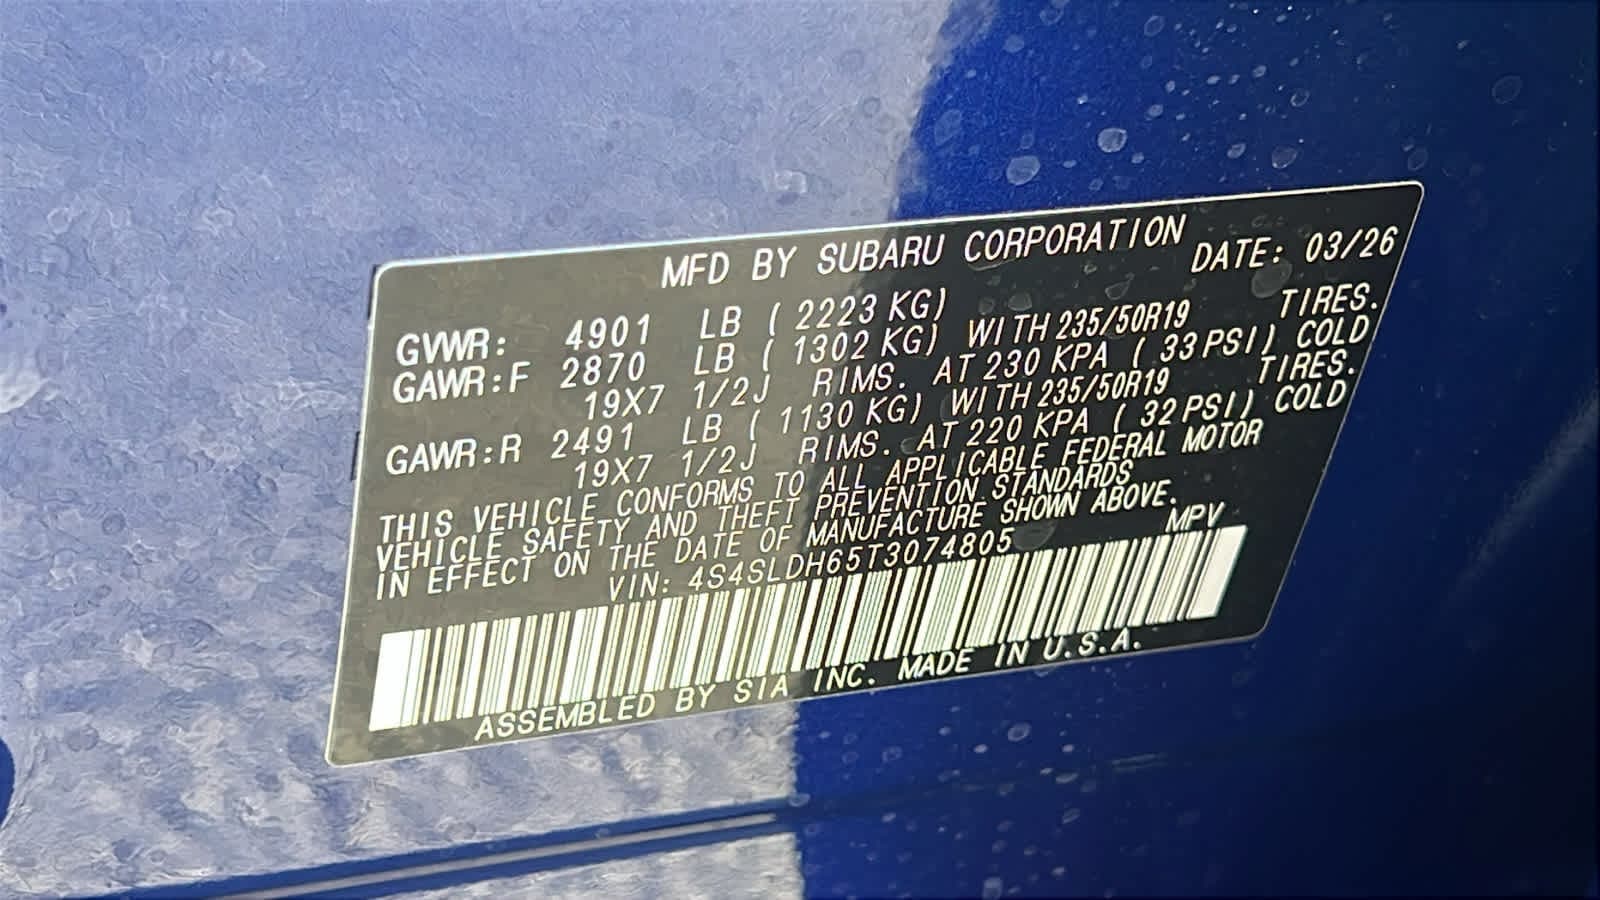 MFD BY SUBARU CORPORATION DATE: 03/26
GVWR: 4901 LB ( 2223 KG)
GAWR:F 2870 LB ( 1302 KG) WITH 235/50R19 TIRES.
19X7 1/2J RIMS. AT 230 KPA ( 33 PSI) COLD
GAWR:R 2491 LB ( 1130 KG) WITH 235/50R19 TIRES.
19X7 1/2J RIMS. AT 220 KPA ( 32 PSI) COLD
THIS VEHICLE CONFORMS TO ALL APPLICABLE FEDERAL MOTOR
VEHICLE SAFETY AND THEFT PREVENTION STANDARDS
IN EFFECT ON THE DATE OF MANUFACTURE SHOWN ABOVE.
VIN: 4S4SLDH65T3074805 MPV
ASSEMBLED BY SIA INC. MADE IN U.S.A.